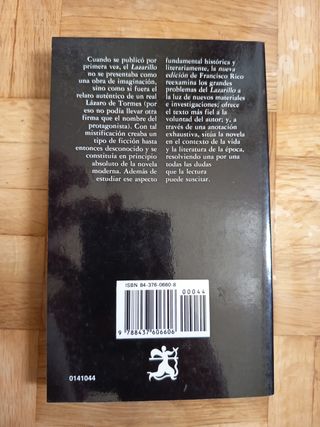 Cuando se publicó por
primera vez, el Lazarillo
no se presentaba como
una obra de imaginación,
sino como si fuera el
relato auténtico de un real
Lázaro de Tormes (por
eso no podía llevar otra
firma que el nombre del
protagonista). Con tal
mistificación creaba un
tipo de ficción hasta
entonces desconocido y se
constituía en principio
absoluto de la novela
moderna. Además de
estudiar ese aspecto
fundamental histórica y
literariamente, la nueva
edición de Francisco Rico
reexamina los grandes
problemas del Lazarillo a
la luz de nuevos materiales
e investigaciones; ofrece
el texto más fiel a la
voluntad del autor; y, a
través de una anotación
exhaustiva, sitúa la novela
en el contexto de la vida
y la literatura de la época,
resolviendo una por una
todas las dudas
que la lectura
puede suscitar.
ISBN 84-376-0660-8
00044
9 788437 606606
0141044